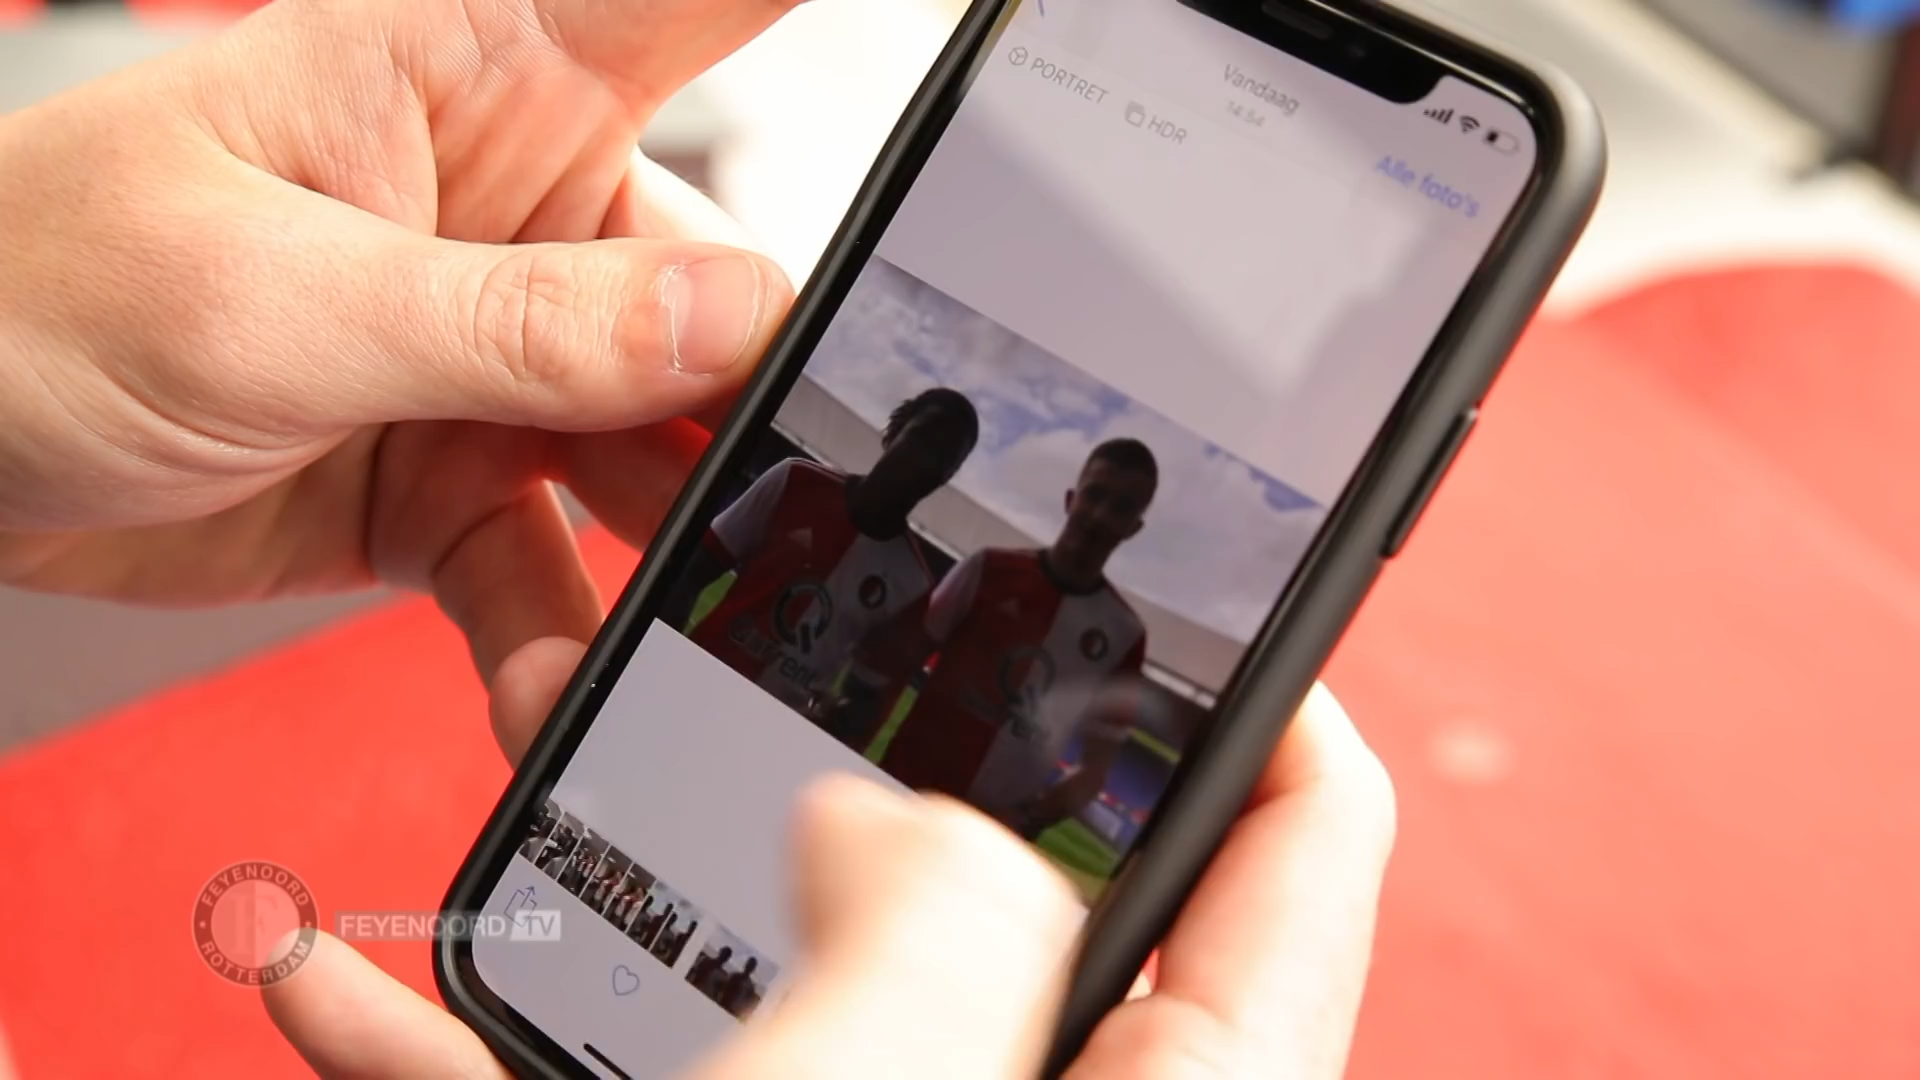 Vandaag
14:54
PORTRET
HDR
Alle foto's
FEYENOORD
ROTTERDAM
FEYENOORD TV